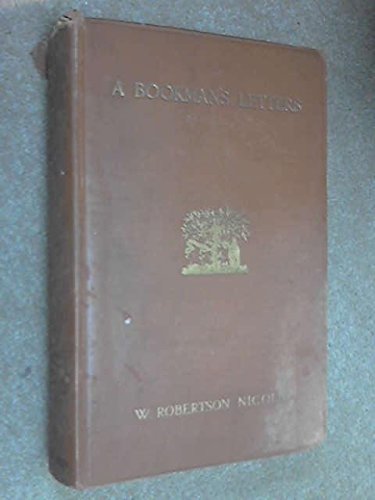 A BOOKMAN'S LETTERS
W. ROBERTSON NICOLL